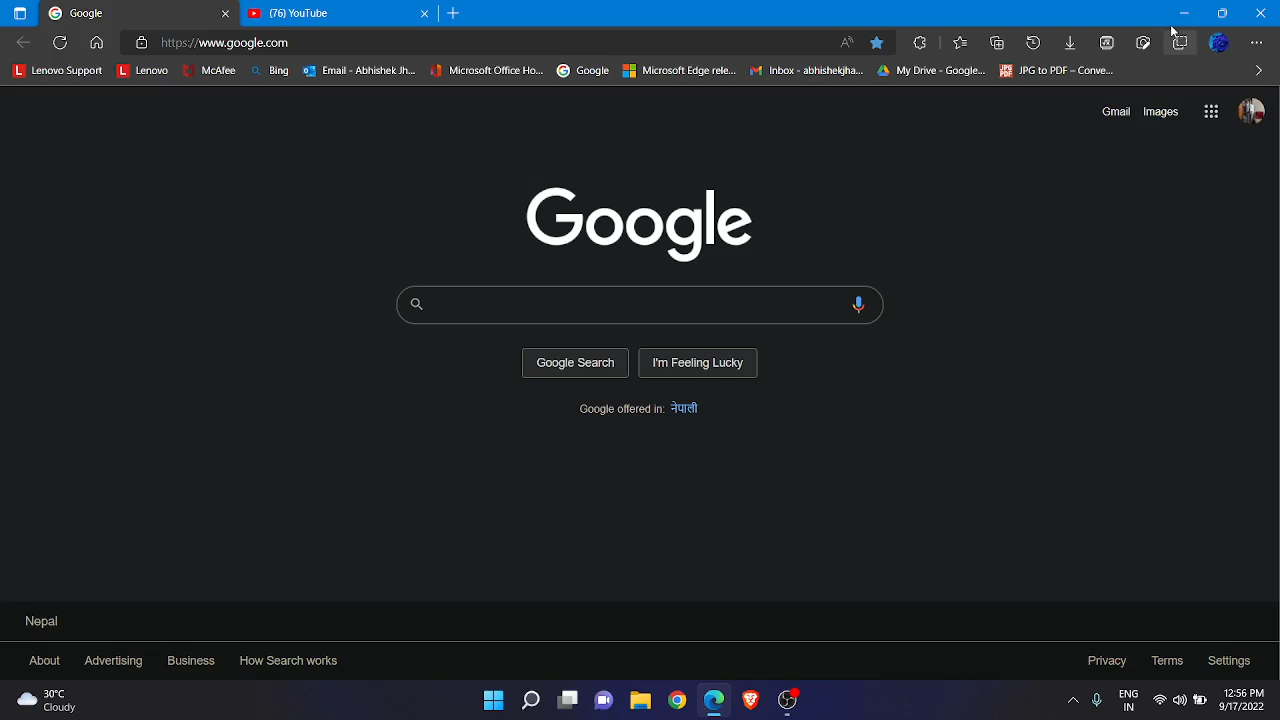 Google
(76) YouTube
https://www.google.com
Lenovo Support
Lenovo
McAfee
Bing
Email - Abhishek Jh...
Microsoft Office Ho...
Google
Microsoft Edge rele...
Inbox - abhishekjha...
My Drive - Google...
JPG to PDF – Conve...
Gmail Images
Google
Google Search
I'm Feeling Lucky
Google offered in: नेपाली
Nepal
About Advertising Business How Search works
Privacy Terms Settings
30°C
Cloudy
ENG
IN
12:56 PM
9/17/2022